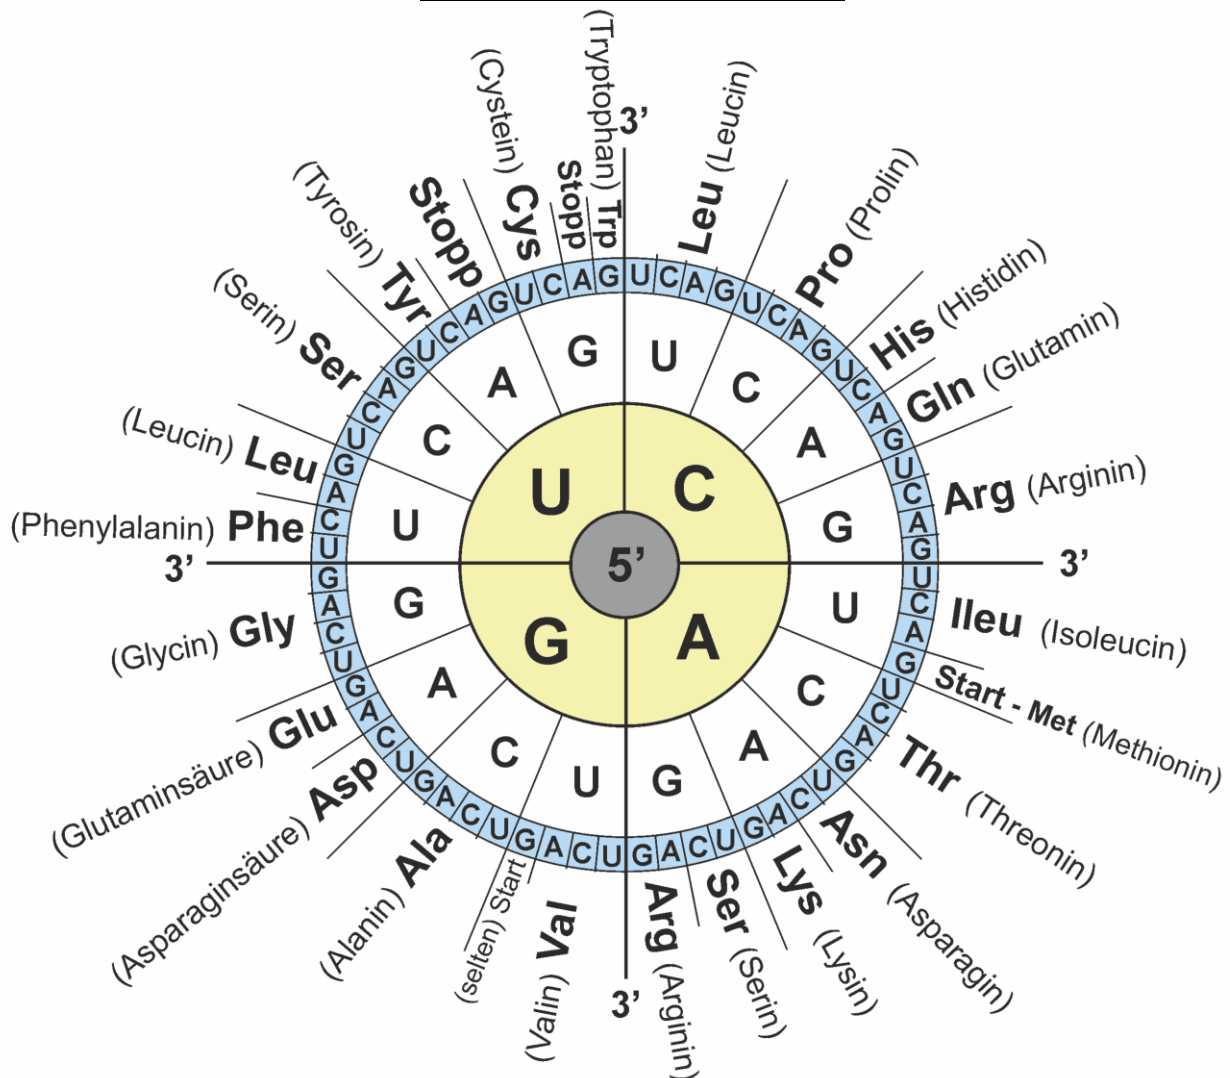 5'
U
C
A
G
U
C
A
G
U
C
A
G
U
C
A
G
U
C
A
G
U C A G U C A G U C A G U C A G
U C A G U C A G U C A G U C A G
U C A G U C A G U C A G U C A G
U C A G U C A G U C A G U C A G
3'
Leu (Leucin)
Pro (Prolin)
His (Histidin)
Gln (Glutamin)
Arg (Arginin)
3'
Ileu (Isoleucin)
Start - Met (Methionin)
Thr (Threonin)
Asn (Asparagin)
Lys (Lysin)
Ser (Serin)
Arg (Arginin)
3'
(Valin) Val
(selten) Start
(Alanin) Ala
(Asparaginsäure) Asp
(Glutaminsäure) Glu
(Glycin) Gly
3'
(Phenylalanin) Phe
(Leucin) Leu
(Serin) Ser
(Tyrosin) Tyr
Stopp
(Cystein) Cys
Stopp
(Tryptophan) Trp